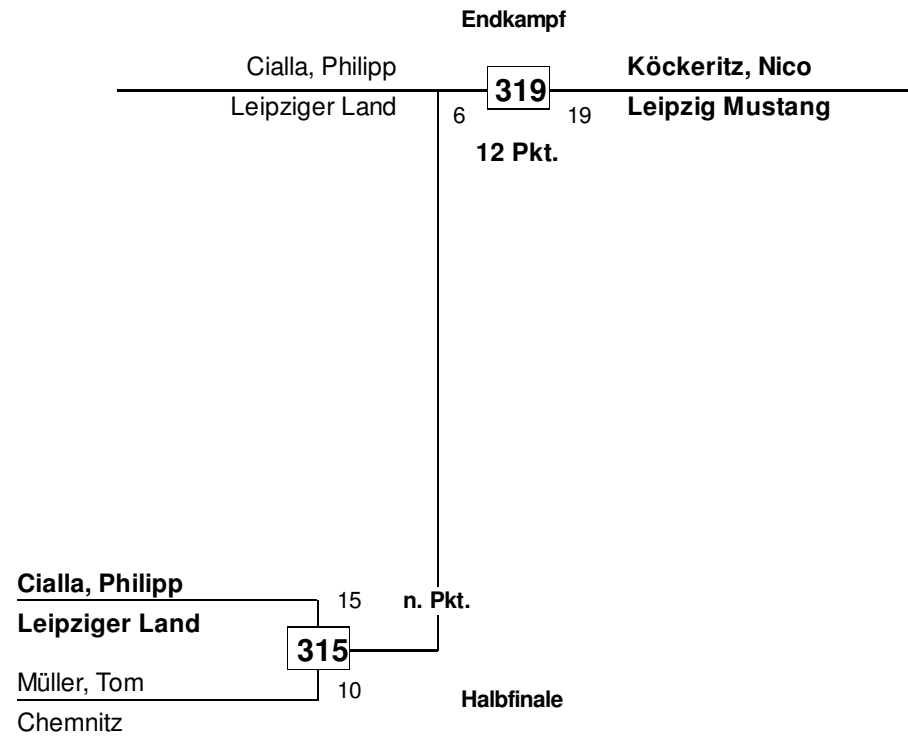 Endkampf
Cialla, Philipp
Leipziger Land
6
319
19
Köckeritz, Nico
Leipzig Mustang
12 Pkt.
Cialla, Philipp
Leipziger Land
15
n. Pkt.
315
Müller, Tom
Chemnitz
10
Halbfinale